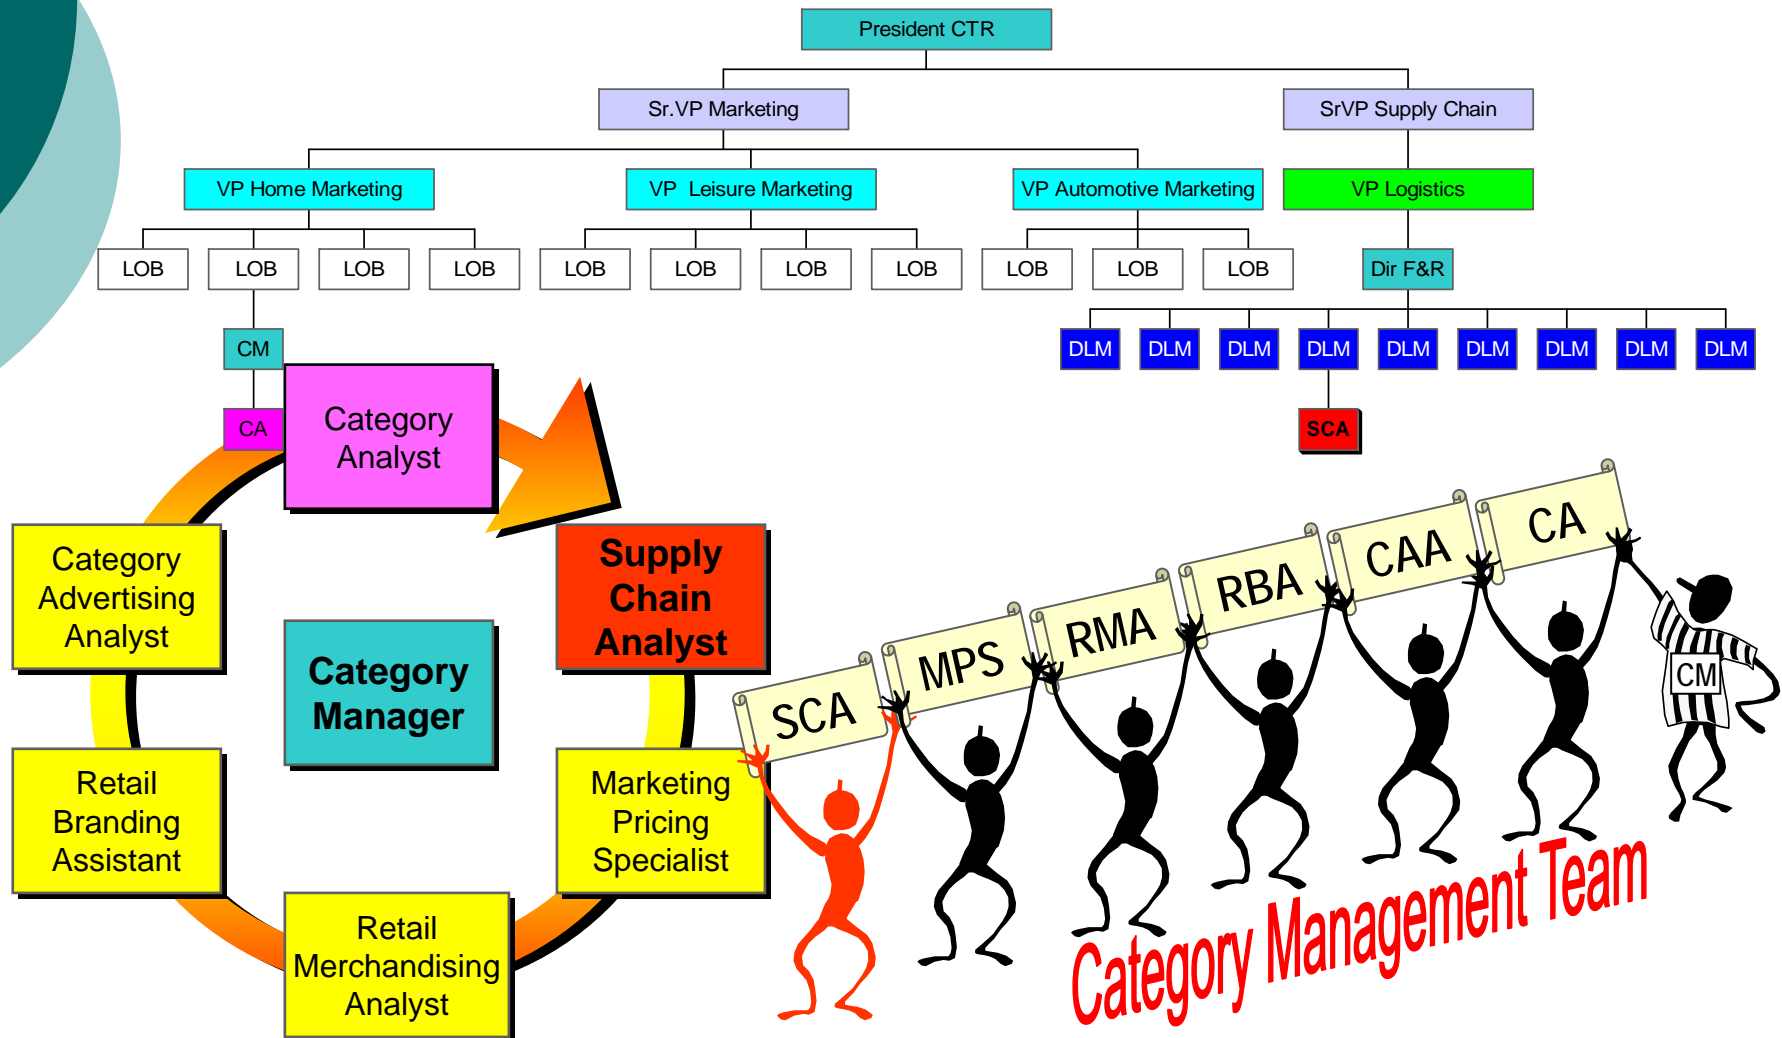 President CTR
Sr.VP Marketing
SrVP Supply Chain
VP Home Marketing
VP Leisure Marketing
VP Automotive Marketing
VP Logistics
LOB
LOB
LOB
LOB
LOB
LOB
LOB
LOB
LOB
LOB
LOB
Dir F&R
CM
DLM
DLM
DLM
DLM
DLM
DLM
DLM
DLM
DLM
CA
SCA
Category
Analyst
Supply
Chain
Analyst
Marketing
Pricing
Specialist
Retail
Merchandising
Analyst
Retail
Branding
Assistant
Category
Advertising
Analyst
Category
Manager
SCA
MPS
RMA
RBA
CAA
CA
CM
Category Management Team